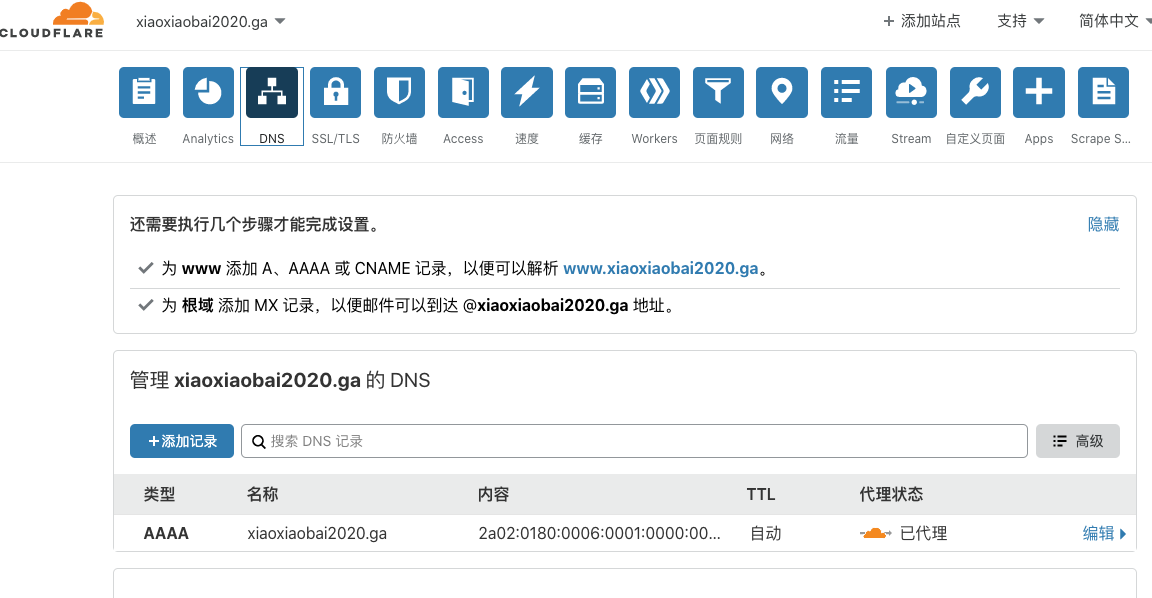 CLOUDFLARE
xiaoxiaobai2020.ga
+ 添加站点 支持 简体中文
概述 Analytics DNS SSL/TLS 防火墙 Access 速度 缓存 Workers 页面规则 网络 流量 Stream 自定义页面 Apps Scrape S...
还需要执行几个步骤才能完成设置。 隐藏
为 www 添加 A、AAAA 或 CNAME 记录，以便可以解析 www.xiaoxiaobai2020.ga。
为 根域 添加 MX 记录，以便邮件可以到达 @xiaoxiaobai2020.ga 地址。
管理 xiaoxiaobai2020.ga 的 DNS
+添加记录 搜索 DNS 记录 高级
类型 名称 内容 TTL 代理状态
AAAA xiaoxiaobai2020.ga 2a02:0180:0006:0001:0000:00... 自动 已代理 编辑